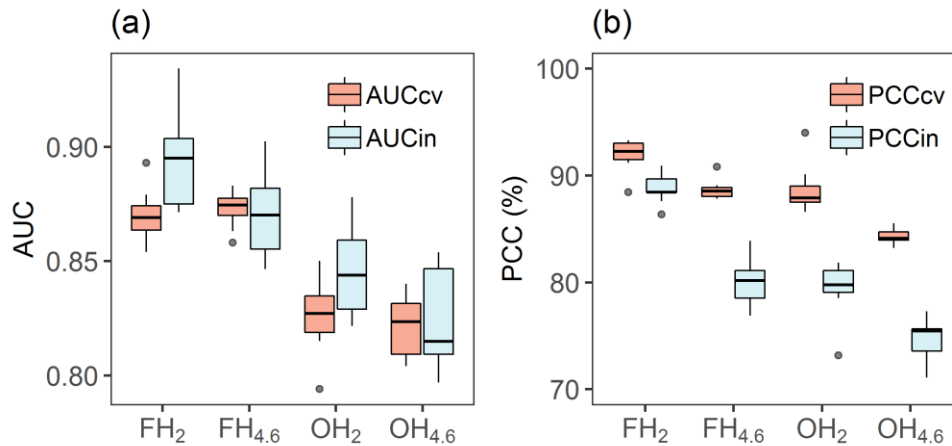 (a)
AUC
0.90
0.85
0.80
AUCcv
AUCin
FH₂ FH₄.₆ OH₂ OH₄.₆
(b)
PCC (%)
100
90
80
70
PCCcv
PCCin
FH₂ FH₄.₆ OH₂ OH₄.₆